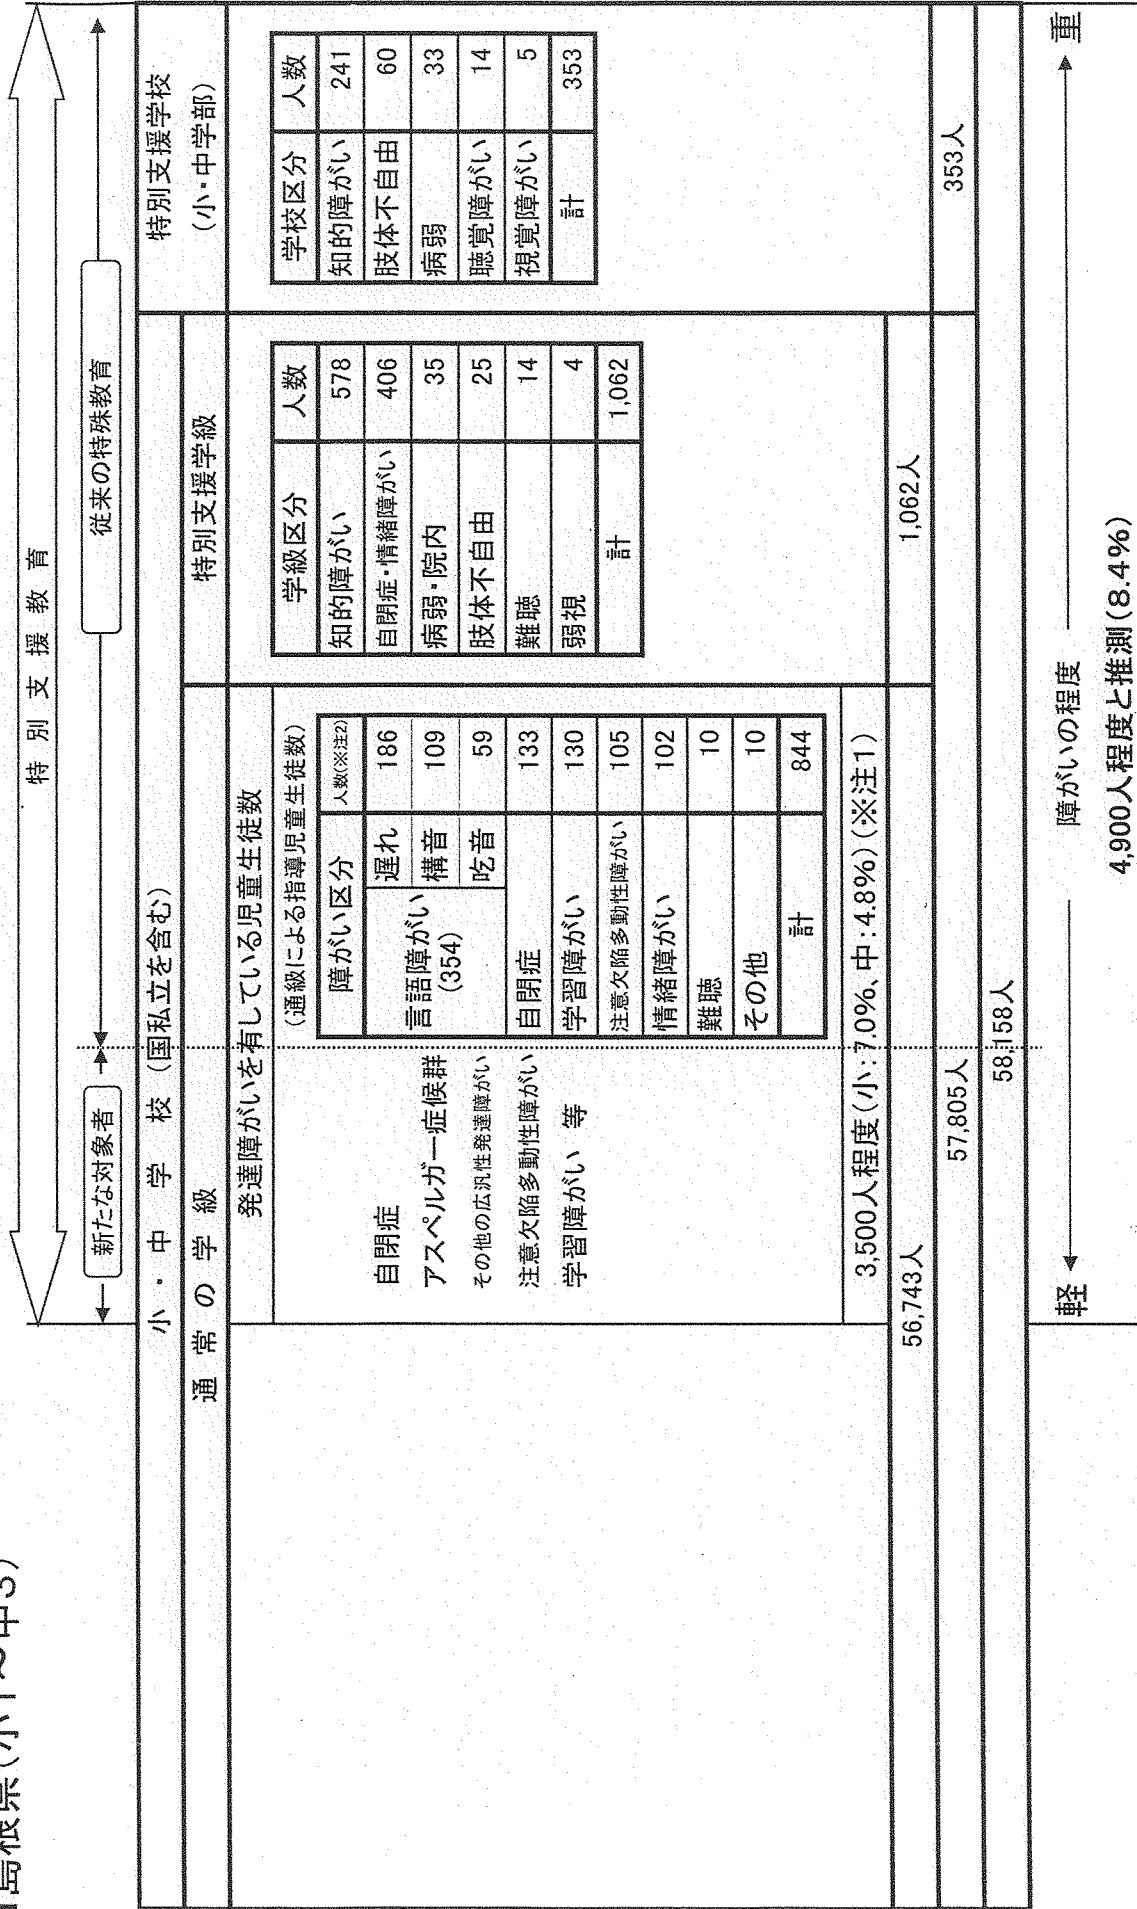 島根県(小1～中3)
特別支援教育
新たな対象者
従来の特殊教育
小・中学校(国私立を含む)
特別支援学校
(小・中学部)
通常の学級
特別支援学級
発達障がいを有している児童生徒数
(通級による指導児童生徒数)
自閉症
アスペルガー症候群
その他の広汎性発達障がい
注意欠陥多動性障がい
学習障がい 等
障がい区分 人数(※注2)
言語障がい 遅れ 186
(354) 構音 109
吃音 59
自閉症 133
学習障がい 130
注意欠陥多動性障がい 105
情緒障がい 102
難聴 10
その他 10
計 844
3,500人程度(小:7.0%、中:4.8%)(※注1)
学級区分 人数
知的障がい 578
自閉症・情緒障がい 406
病弱・院内 35
肢体不自由 25
難聴 14
弱視 4
計 1,062
学校区分 人数
知的障がい 241
肢体不自由 60
病弱 33
聴覚障がい 14
視覚障がい 5
計 353
56,743人 1,062人
57,805人 353人
58,158人
軽 障がいの程度 重
4,900人程度と推測(8.4%)